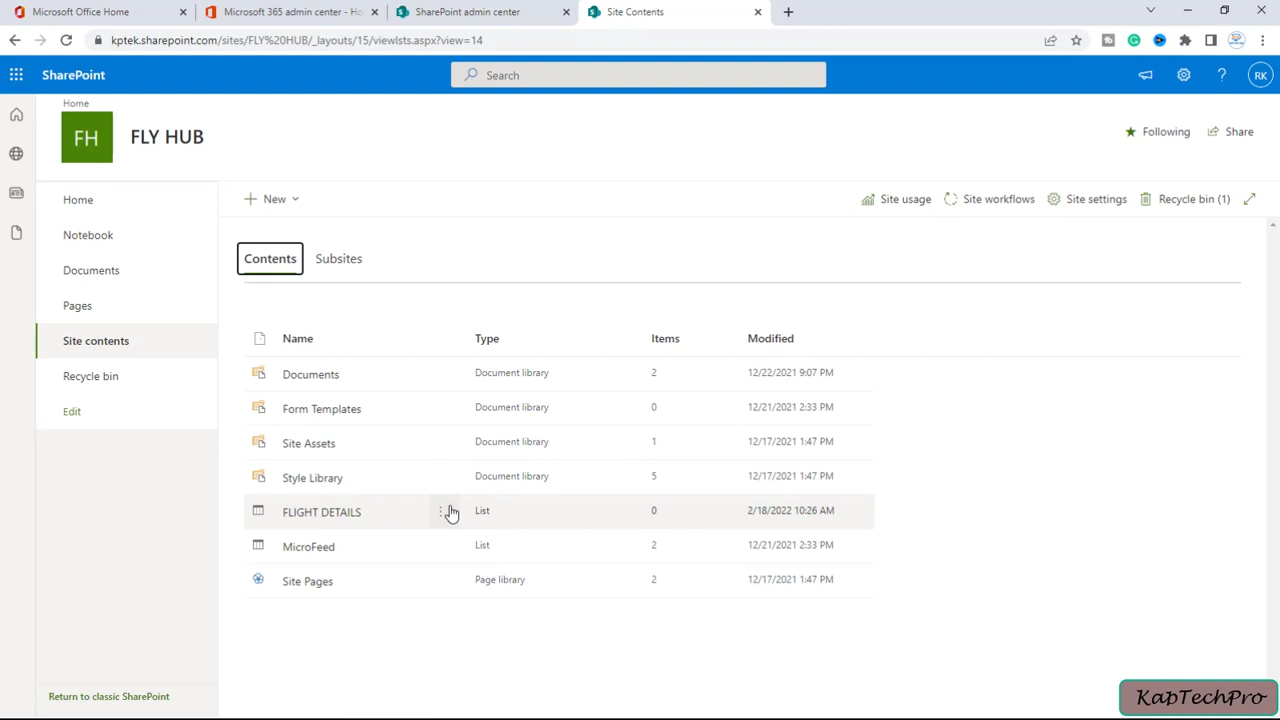 Microsoft Office Home
Microsoft 365 admin center - Ho
SharePoint admin center
Site Contents
kptek.sharepoint.com/sites/FLY%20HUB/_layouts/15/viewlsts.aspx?view=14
SharePoint
Search
RK
Home
FH
FLY HUB
Following
Share
Home
Notebook
Documents
Pages
Site contents
Recycle bin
Edit
Return to classic SharePoint
New
Site usage
Site workflows
Site settings
Recycle bin (1)
Contents
Subsites
Name Type Items Modified
Documents Document library 2 12/22/2021 9:07 PM
Form Templates Document library 0 12/21/2021 2:33 PM
Site Assets Document library 1 12/17/2021 1:47 PM
Style Library Document library 5 12/17/2021 1:47 PM
FLIGHT DETAILS List 0 2/18/2022 10:26 AM
MicroFeed List 2 12/21/2021 2:33 PM
Site Pages Page library 2 12/17/2021 1:47 PM
KapTechPro